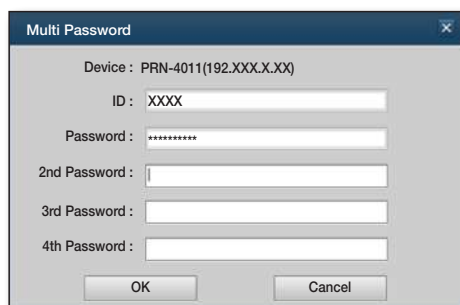 Multi Password
Device : PRN-4011(192.XXX.X.XX)
ID : XXXX
Password : **********
2nd Password :
3rd Password :
4th Password :
OK Cancel